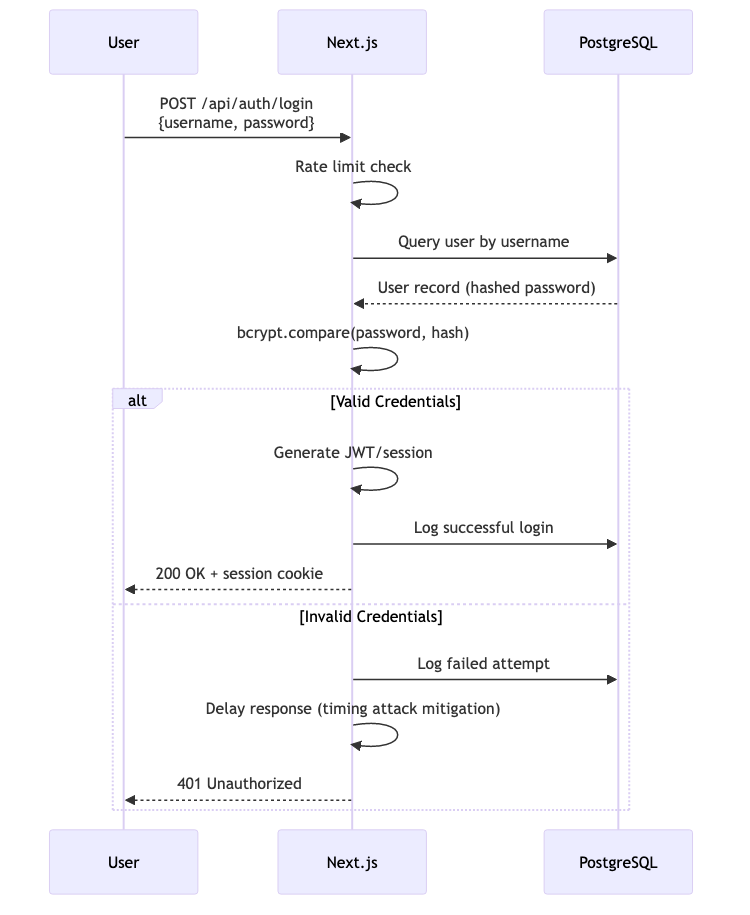 User
Next.js
PostgreSQL
POST /api/auth/login
{username, password}
Rate limit check
Query user by username
User record (hashed password)
bcrypt.compare(password, hash)
alt
[Valid Credentials]
Generate JWT/session
Log successful login
200 OK + session cookie
[Invalid Credentials]
Log failed attempt
Delay response (timing attack mitigation)
401 Unauthorized
User
Next.js
PostgreSQL